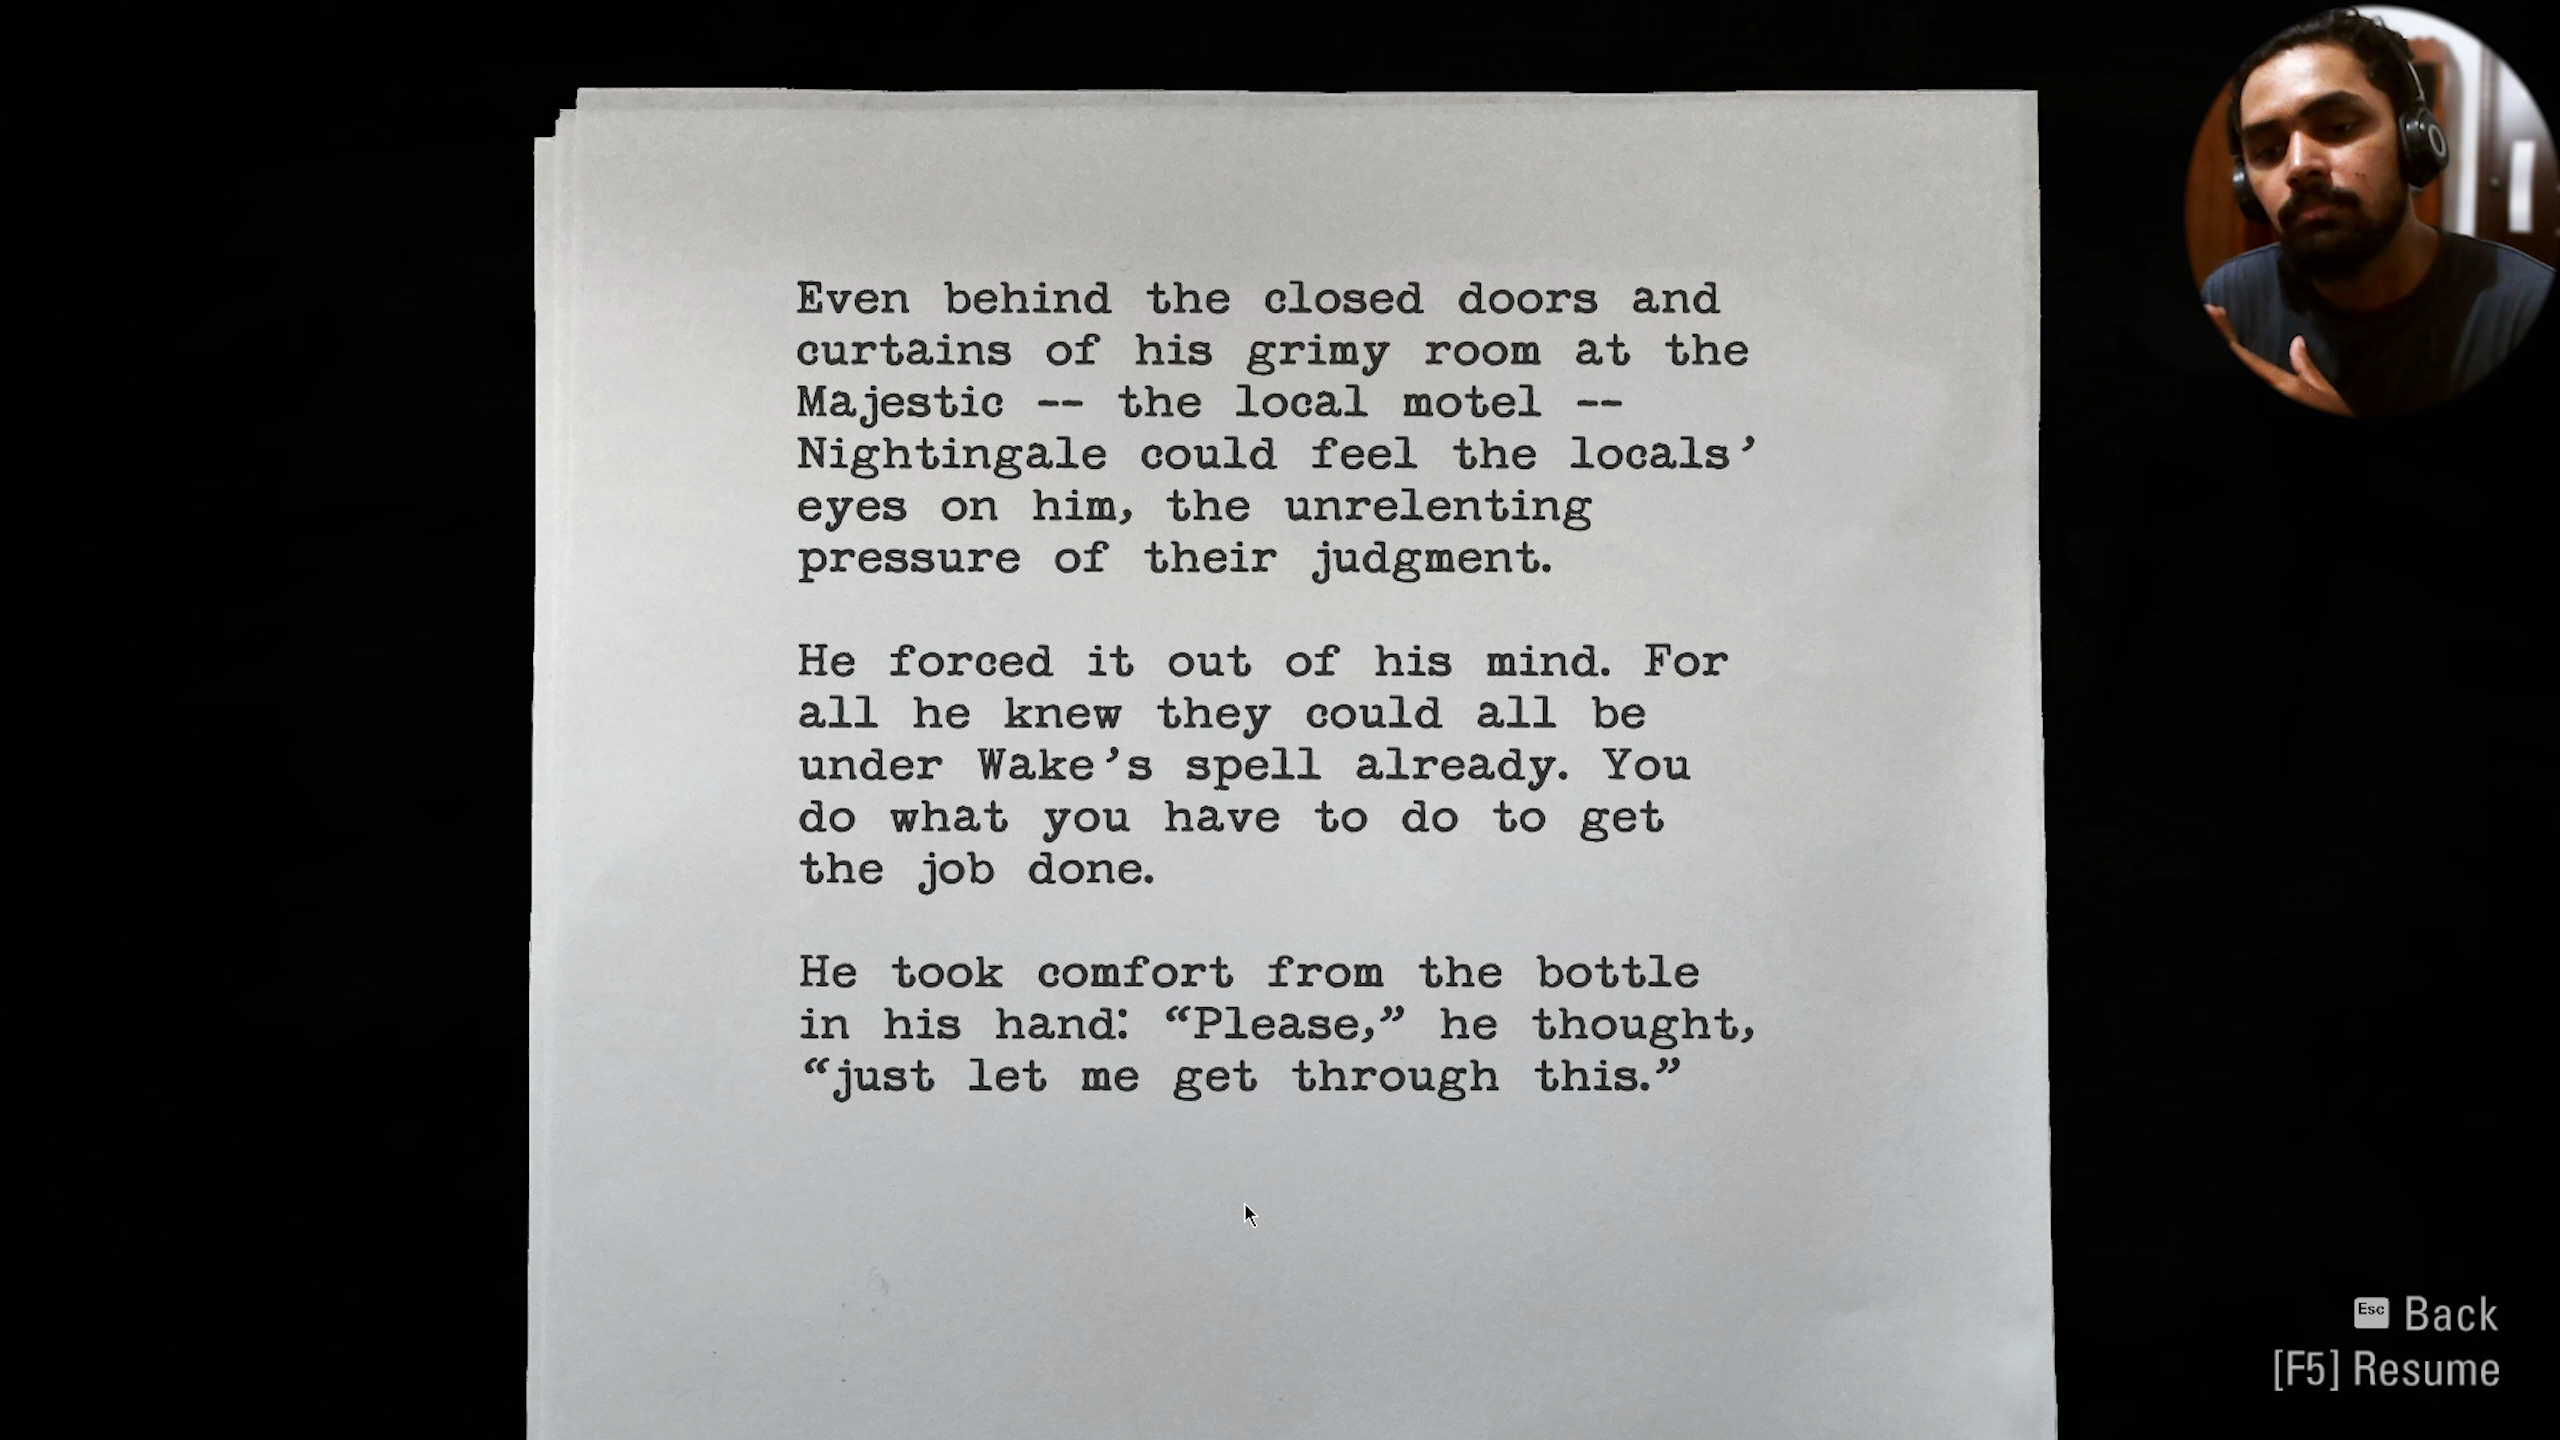 Even behind the closed doors and
curtains of his grimy room at the
Majestic -- the local motel --
Nightingale could feel the locals’
eyes on him, the unrelenting
pressure of their judgment.
He forced it out of his mind. For
all he knew they could all be
under Wake’s spell already. You
do what you have to do to get
the job done.
He took comfort from the bottle
in his hand: “Please,” he thought,
“just let me get through this.”
Esc Back
[F5] Resume